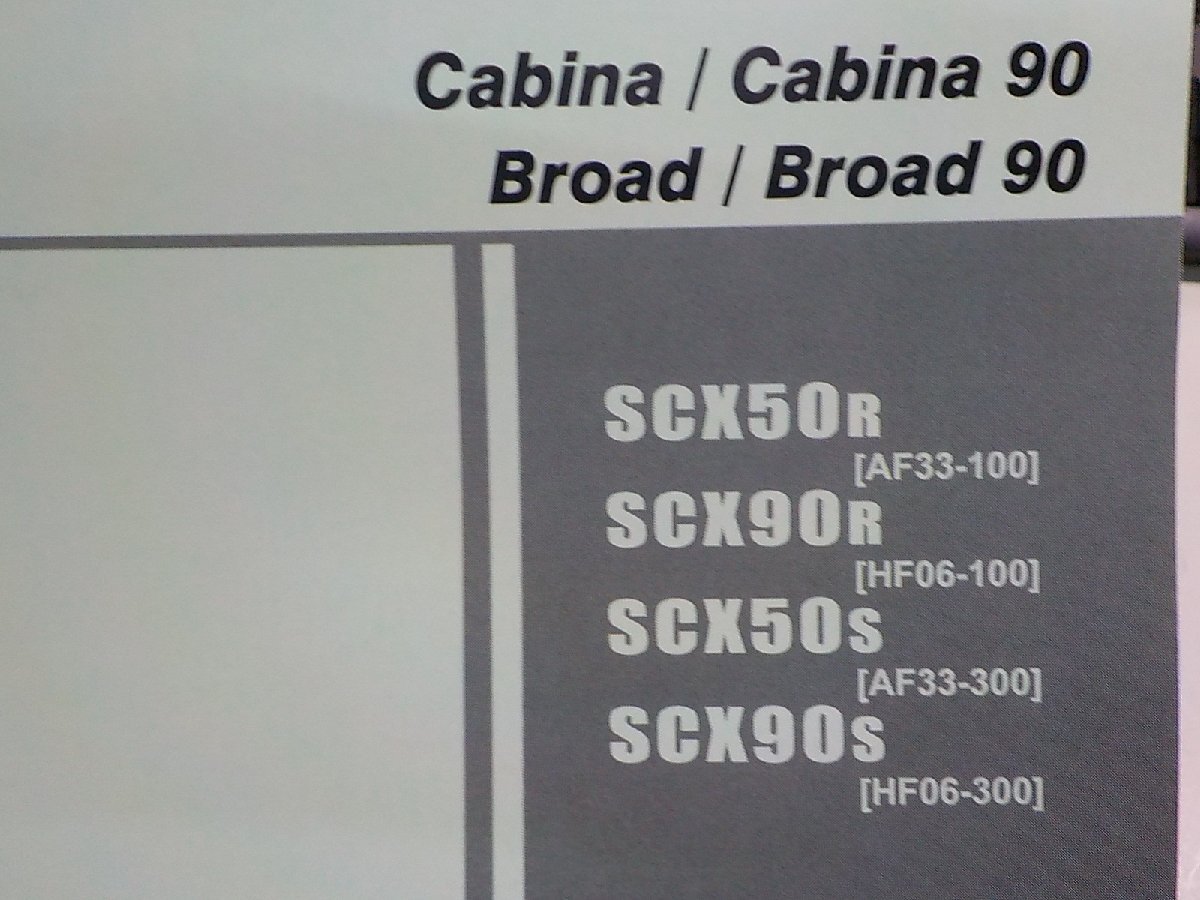 Cabina / Cabina 90
Broad / Broad 90
SCX50R
[AF33-100]
SCX90R
[HF06-100]
SCX50S
[AF33-300]
SCX90S
[HF06-300]